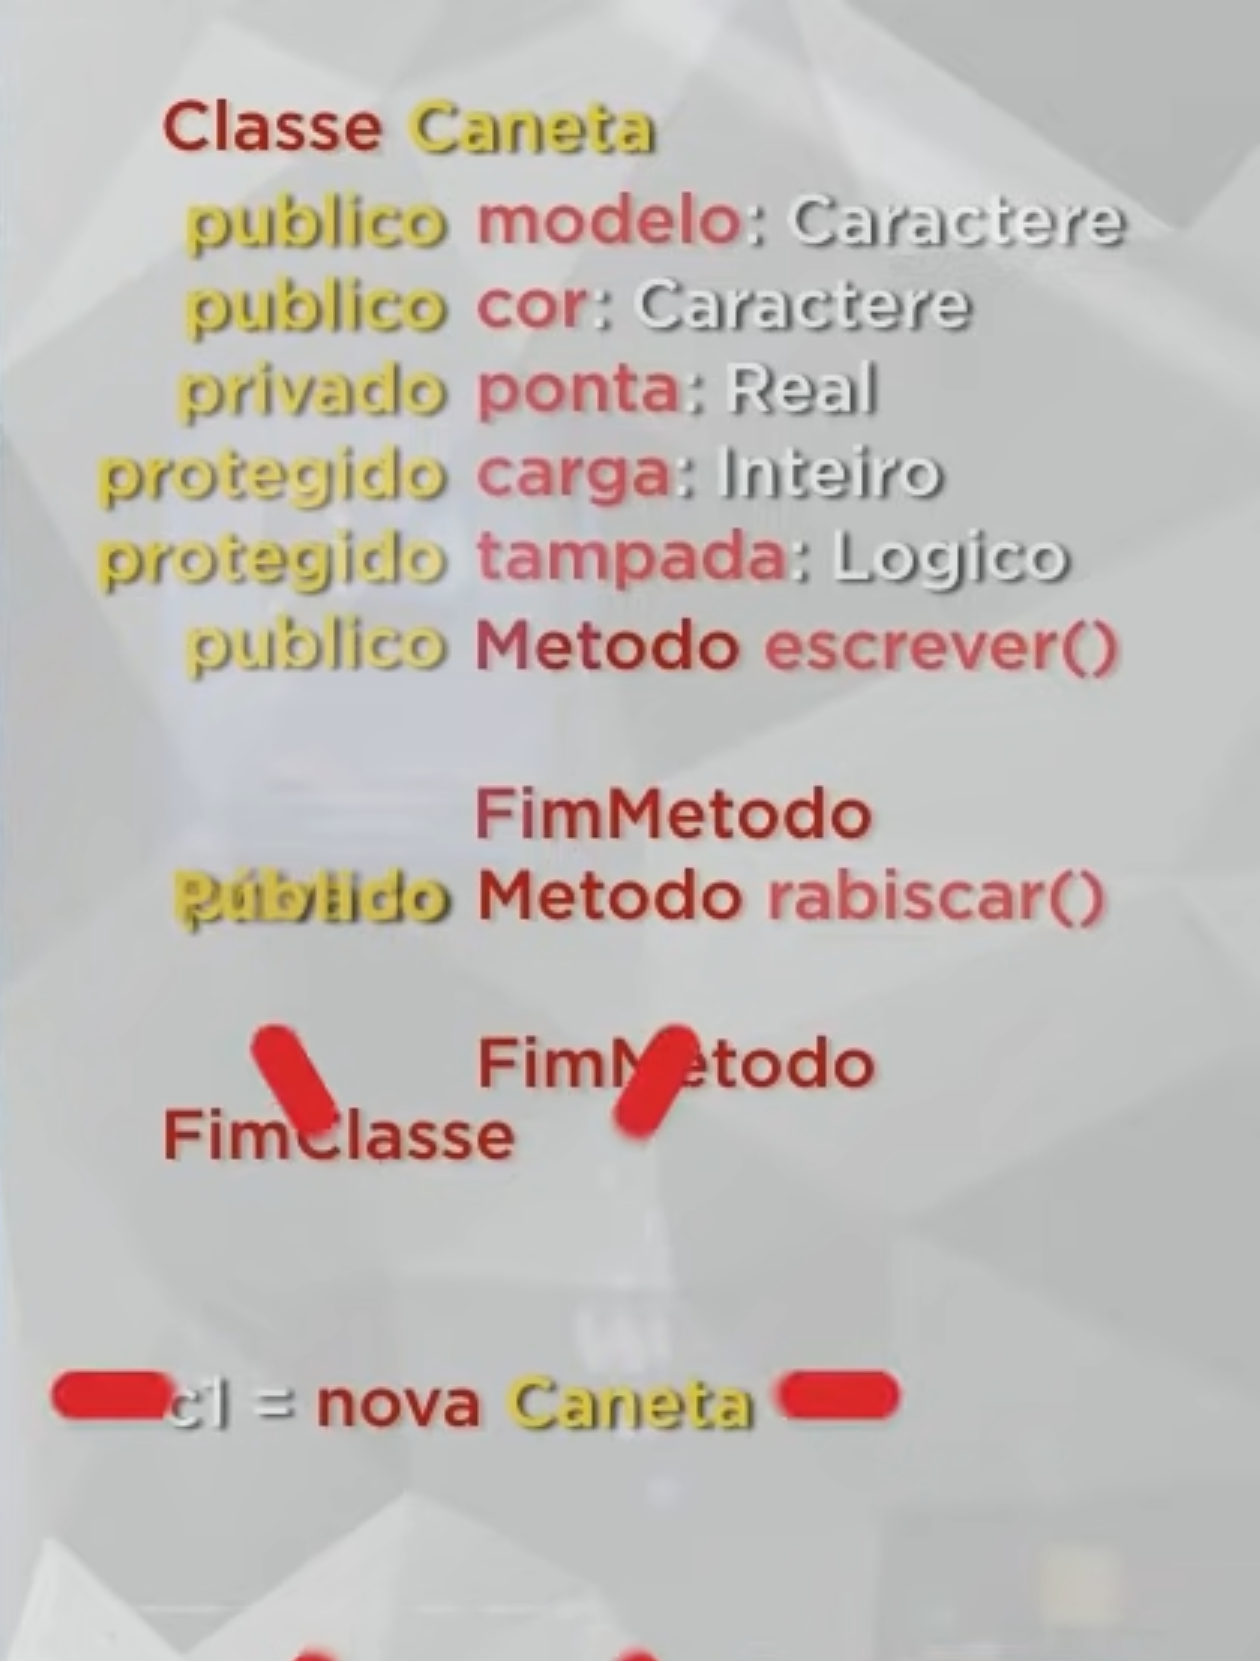 Classe Caneta
publico modelo: Caractere
publico cor: Caractere
privado ponta: Real
protegido carga: Inteiro
protegido tampada: Logico
publico Metodo escrever()
FimMetodo
Metodo rabiscar()
FimMetodo
FimClasse
c1 = nova Caneta